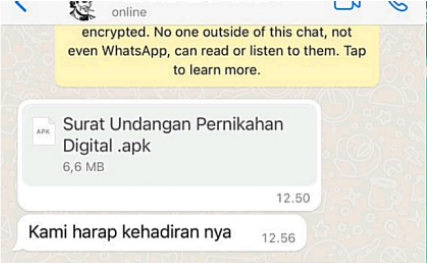 online
encrypted. No one outside of this chat, not
even WhatsApp, can read or listen to them. Tap
to learn more.
APK
Surat Undangan Pernikahan
Digital .apk
6,6 MB
12.50
Kami harap kehadiran nya 12.56